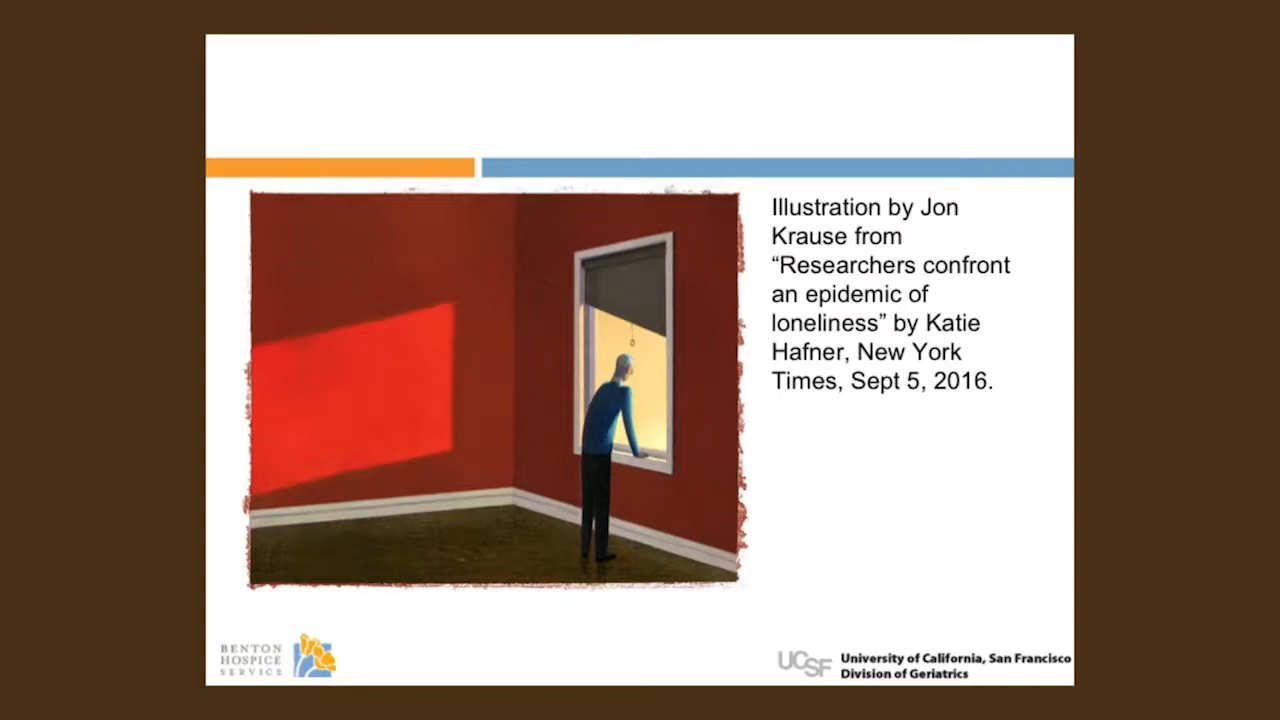 Illustration by Jon
Krause from
“Researchers confront
an epidemic of
loneliness” by Katie
Hafner, New York
Times, Sept 5, 2016.
BENTON
HOSPICE
SERVICE
UCSF
University of California, San Francisco
Division of Geriatrics